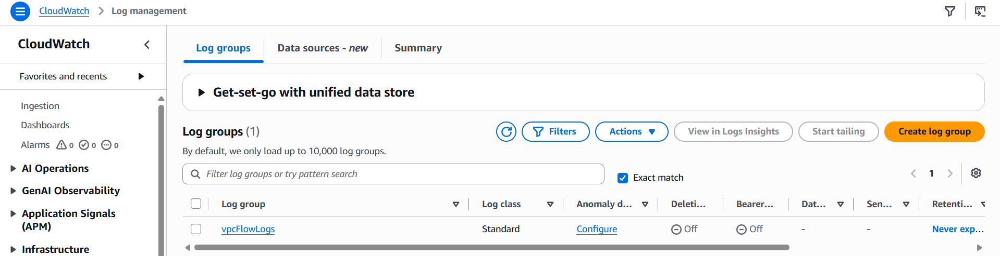 CloudWatch > Log management
CloudWatch
Favorites and recents
Ingestion
Dashboards
Alarms 0 0 0
AI Operations
GenAI Observability
Application Signals
(APM)
Infrastructure
Log groups Data sources - new Summary
Get-set-go with unified data store
Log groups (1) Filters Actions View in Logs Insights Start tailing Create log group
By default, we only load up to 10,000 log groups.
Filter log groups or try pattern search Exact match 1
Log group Log class Anomaly d... Deleti... Bearer... Dat... Sen... Retenti...
vpcFlowLogs Standard Configure Off Off - - Never exp...